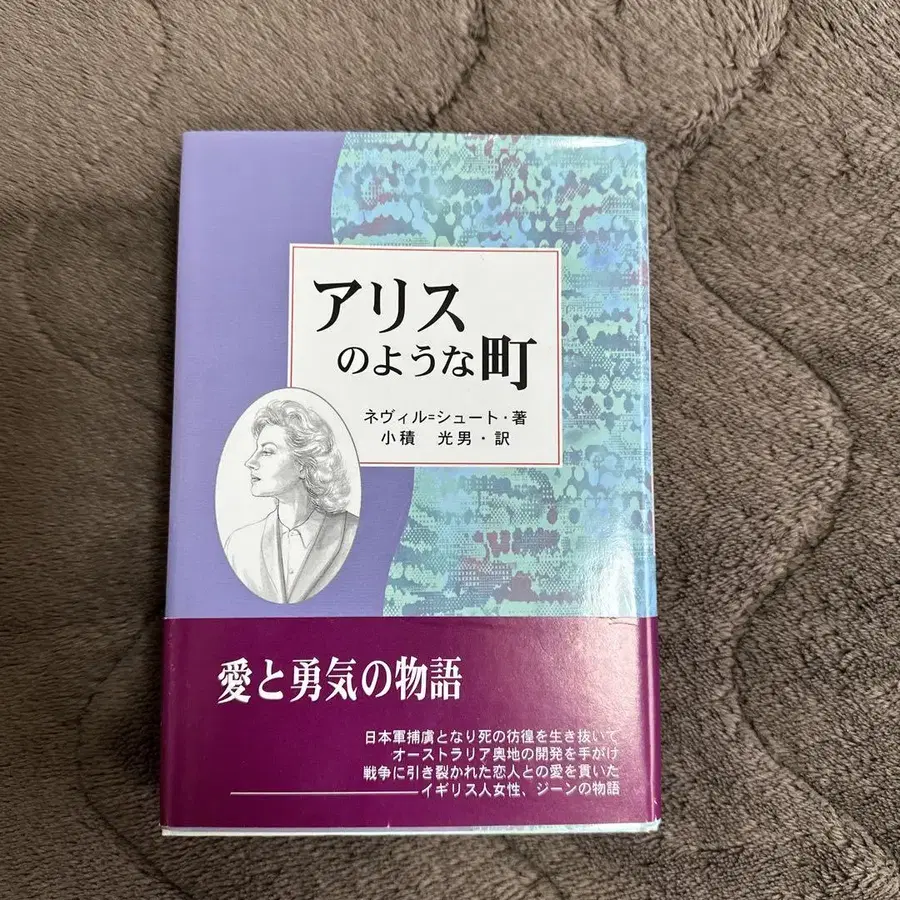 アリス
のような町
ネヴィル=シュート・著
小積 光男・訳
愛と勇気の物語
日本軍捕虜となり死の彷徨を生き抜いて
オーストラリア奥地の開発を手がけ
戦争に引き裂かれた恋人との愛を貫いた
――イギリス人女性、ジーンの物語